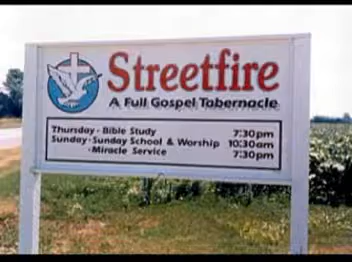 Streetfire
A Full Gospel Tabernacle
Thursday - Bible Study 7:30pm
Sunday - Sunday School & Worship 10:30am
- Miracle Service 7:30pm